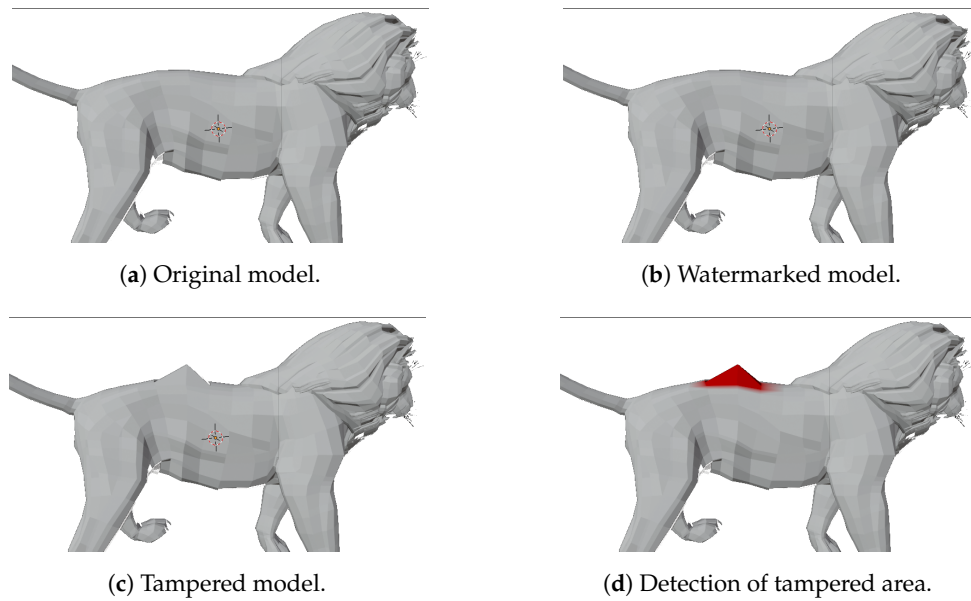 (a) Original model.
(b) Watermarked model.
(c) Tampered model.
(d) Detection of tampered area.